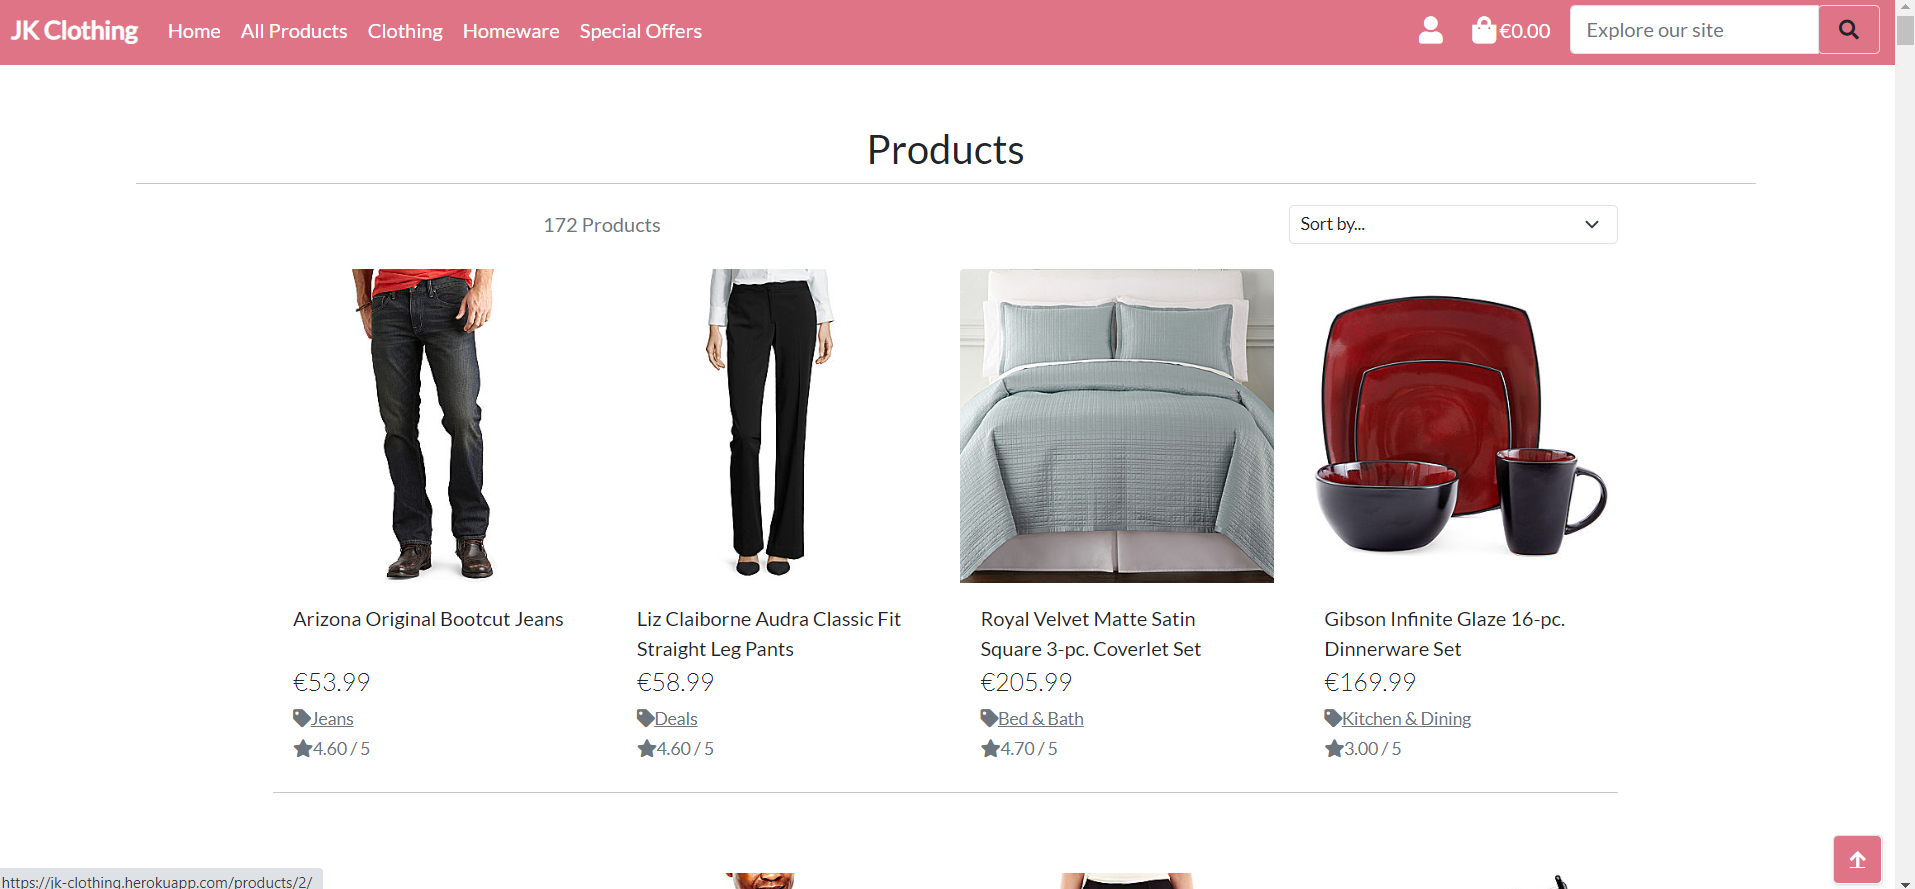 JK Clothing Home All Products Clothing Homeware Special Offers €0.00 Explore our site
Products
172 Products Sort by...
Arizona Original Bootcut Jeans
€53.99
Jeans
4.60 / 5
Liz Claiborne Audra Classic Fit
Straight Leg Pants
€58.99
Deals
4.60 / 5
Royal Velvet Matte Satin
Square 3-pc. Coverlet Set
€205.99
Bed & Bath
4.70 / 5
Gibson Infinite Glaze 16-pc.
Dinnerware Set
€169.99
Kitchen & Dining
3.00 / 5
https://jk-clothing.herokuapp.com/products/2/